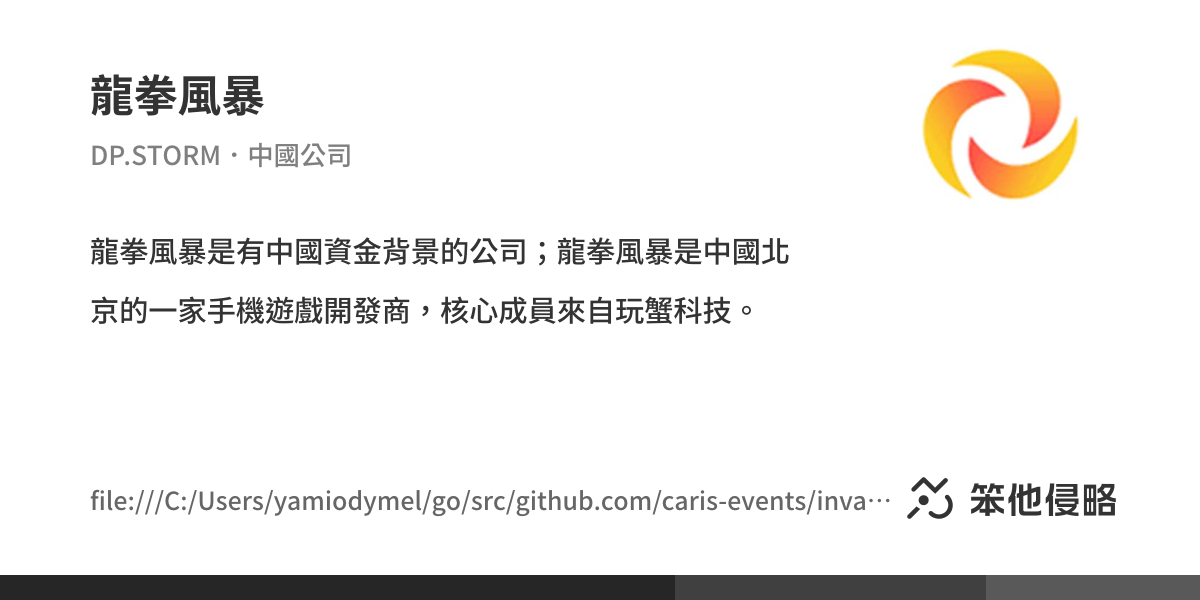 龍拳風暴
DP.STORM・中國公司
龍拳風暴是有中國資金背景的公司；龍拳風暴是中國北
京的一家手機遊戲開發商，核心成員來自玩蟹科技。
file:///C:/Users/yamiodymel/go/src/github.com/caris-events/inva…
笨他侵略